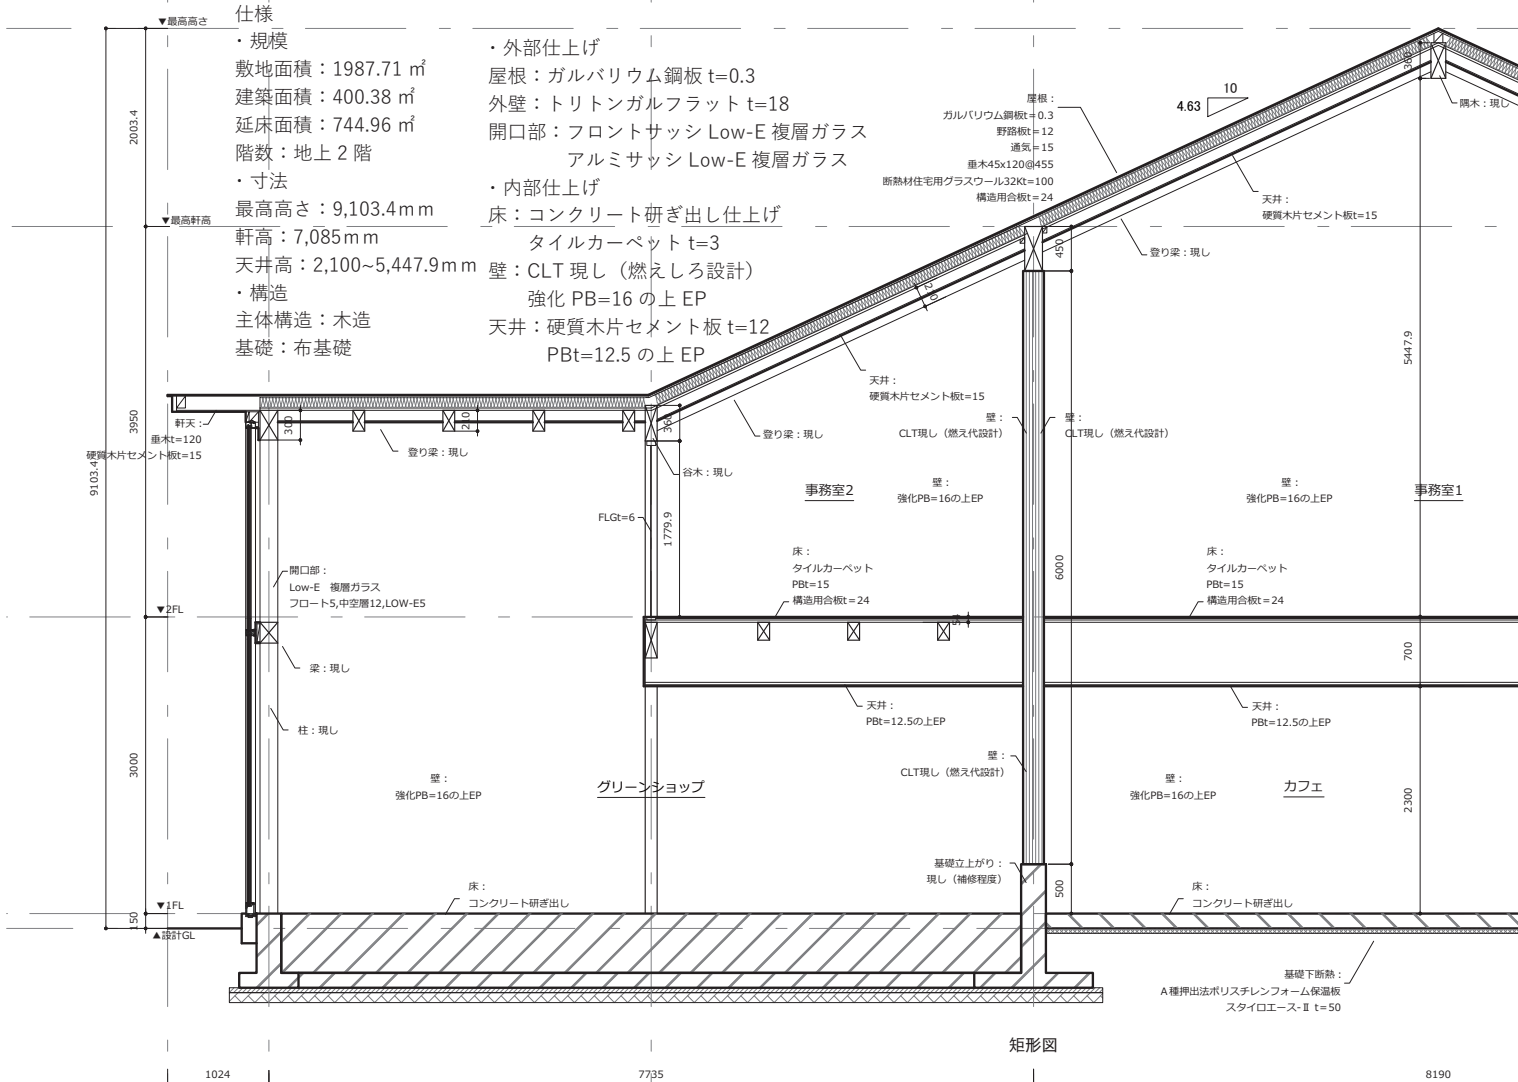 仕様
・規模
敷地面積：1987.71 ㎡
建築面積：400.38 ㎡
延床面積：744.96 ㎡
階数：地上 2 階
・寸法
最高高さ：9,103.4mm
軒高：7,085mm
天井高：2,100~5,447.9mm
・構造
主体構造：木造
基礎：布基礎
・外部仕上げ
屋根：ガルバリウム鋼板 t=0.3
外壁：トリトンガルフラット t=18
開口部：フロントサッシ Low-E 複層ガラス
アルミサッシ Low-E 複層ガラス
・内部仕上げ
床：コンクリート研ぎ出し仕上げ
タイルカーペット t=3
壁：CLT 現し（燃えしろ設計）
強化 PB=16 の上 EP
天井：硬質木片セメント板 t=12
PBt=12.5 の上 EP
▼最高高さ
▼最高軒高
▼2FL
▼1FL
▲設計GL
2003.4
3950
9103.4
3000
150
屋根：
ガルバリウム鋼板t=0.3
野路板t=12
通気=15
垂木45x120@455
断熱材住宅用グラスウール32Kt=100
構造用合板t=24
10
4.63
360
隅木：現し
天井：
硬質木片セメント板t=15
登り梁：現し
450
210
5447.9
天井：
硬質木片セメント板t=15
登り梁：現し
軒天：
垂木t=120
硬質木片セメント板t=15
300
210
360
登り梁：現し
谷木：現し
壁：
CLT現し（燃え代設計）
壁：
CLT現し（燃え代設計）
事務室2
壁：
強化PB=16の上EP
壁：
強化PB=16の上EP
事務室1
FLGt=6
1779.9
床：
タイルカーペット
PBt=15
構造用合板t=24
6000
床：
タイルカーペット
PBt=15
構造用合板t=24
開口部：
Low-E　複層ガラス
フロート5,中空層12,LOW-E5
梁：現し
柱：現し
700
天井：
PBt=12.5の上EP
天井：
PBt=12.5の上EP
壁：
強化PB=16の上EP
グリーンショップ
壁：
CLT現し（燃え代設計）
壁：
強化PB=16の上EP
カフェ
2300
基礎立上がり：
現し（補修程度）
500
床：
コンクリート研ぎ出し
床：
コンクリート研ぎ出し
基礎下断熱：
A種押出法ポリスチレンフォーム保温板
スタイロエース-Ⅱ t=50
矩形図
1024
7735
8190